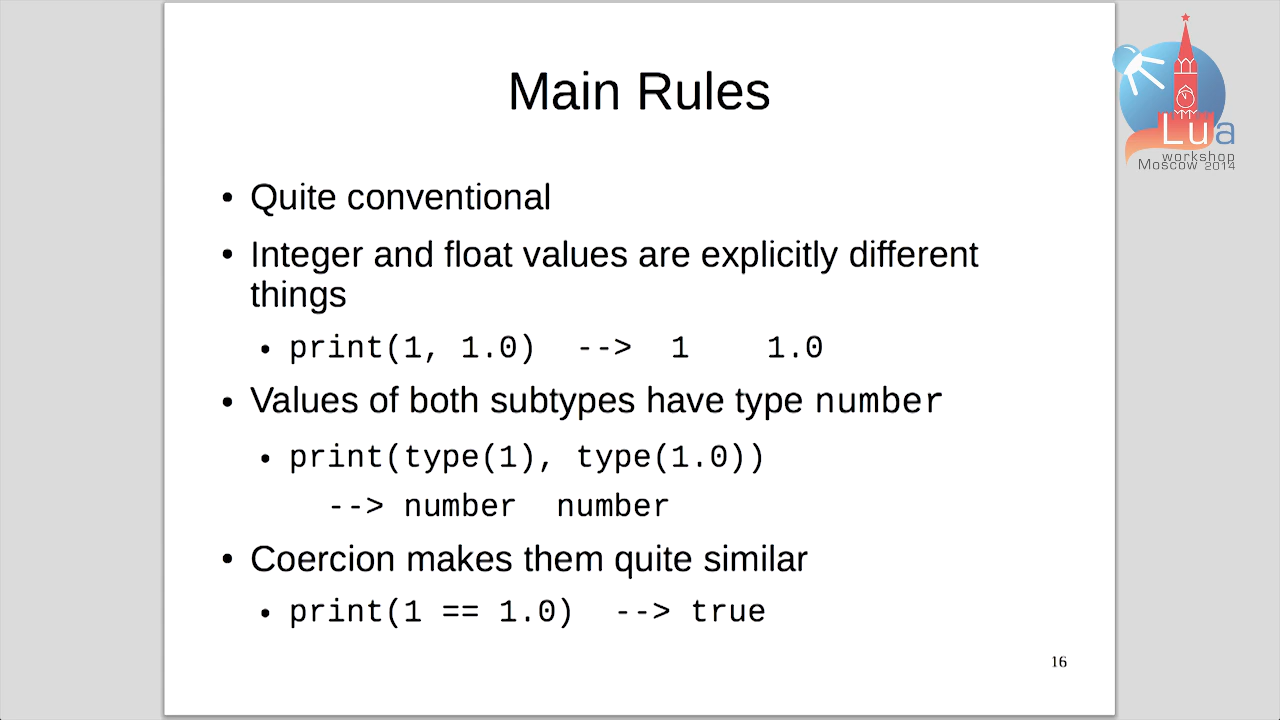 Main Rules
• Quite conventional
• Integer and float values are explicitly different
things
• print(1, 1.0)  --> 1    1.0
• Values of both subtypes have type number
• print(type(1), type(1.0))
--> number  number
• Coercion makes them quite similar
• print(1 == 1.0)  --> true
16
Lua
workshop
Moscow 2014